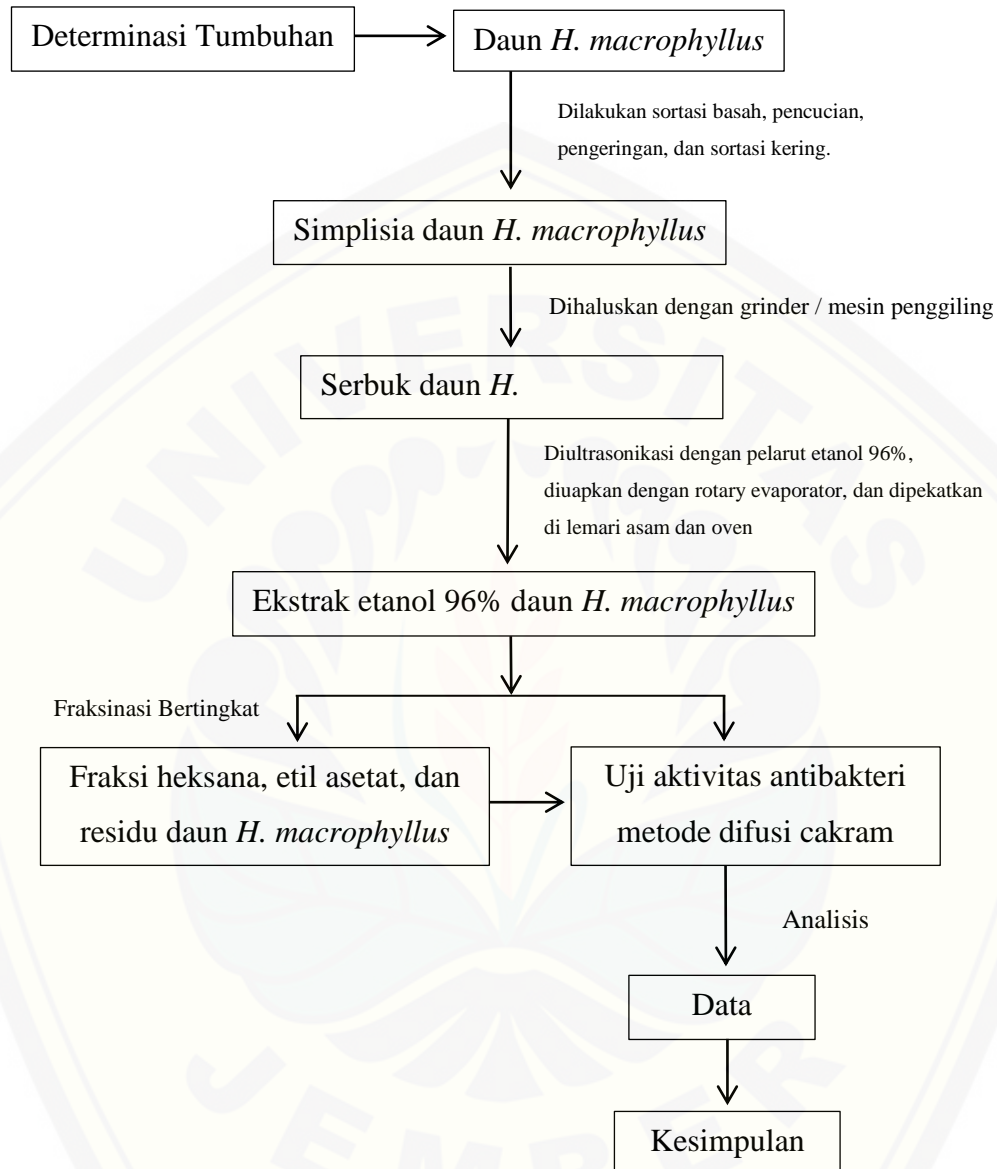 Determinasi Tumbuhan
Daun H. macrophyllus
Dilakukan sortasi basah, pencucian,
pengeringan, dan sortasi kering.
Simplisia daun H. macrophyllus
Dihaluskan dengan grinder / mesin penggiling
Serbuk daun H.
Diultrasonikasi dengan pelarut etanol 96%,
diuapkan dengan rotary evaporator, dan dipekatkan
di lemari asam dan oven
Ekstrak etanol 96% daun H. macrophyllus
Fraksinasi Bertingkat
Fraksi heksana, etil asetat, dan
residu daun H. macrophyllus
Uji aktivitas antibakteri
metode difusi cakram
Analisis
Data
Kesimpulan
UNIVERSITAS
JEMBER